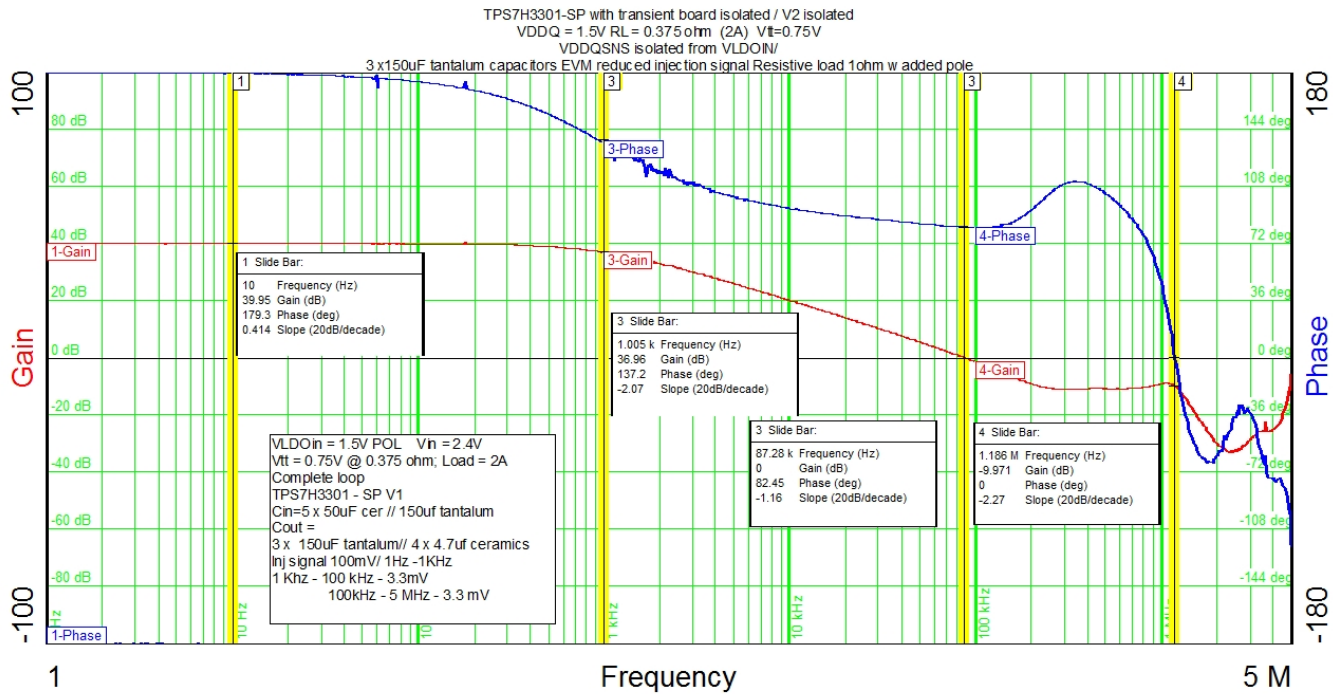 TPS7H3301-SP with transient board isolated / V2 isolated
VDDQ = 1.5V RL = 0.375 ohm (2A) Vtt=0.75V
VDDQSNS isolated from VLDOIN/
3 x150uF tantalum capacitors EVM reduced injection signal Resistive load 1ohm w added pole
100
180
1
3
3
4
80 dB
144 deg
3-Phase
60 dB
108 deg
4-Phase
40 dB
72 deg
1-Gain
3-Gain
1 Slide Bar:
10 Frequency (Hz)
39.95 Gain (dB)
179.3 Phase (deg)
0.414 Slope (20dB/decade)
20 dB
36 deg
3 Slide Bar:
1.005 k Frequency (Hz)
36.96 Gain (dB)
137.2 Phase (deg)
-2.07 Slope (20dB/decade)
0 dB
0 deg
4-Gain
Gain
Phase
-20 dB
-36 deg
3 Slide Bar:
87.28 k Frequency (Hz)
0 Gain (dB)
82.45 Phase (deg)
-1.16 Slope (20dB/decade)
4 Slide Bar:
1.186 M Frequency (Hz)
-9.971 Gain (dB)
0 Phase (deg)
-2.27 Slope (20dB/decade)
-40 dB
-72 deg
VLDOin = 1.5V POL Vin = 2.4V
Vtt = 0.75V @ 0.375 ohm; Load = 2A
Complete loop
TPS7H3301 - SP V1
Cin=5 x 50uF cer // 150uf tantalum
Cout =
3 x 150uF tantalum// 4 x 4.7uf ceramics
Inj signal 100mV/ 1Hz -1KHz
1 Khz - 100 kHz - 3.3mV
100kHz - 5 MHz - 3.3 mV
-60 dB
-108 deg
-80 dB
-144 deg
1-Phase
Hz
10 Hz
10
1 kHz
10 kHz
100 kHz
1 MHz
-100
-180
1
Frequency
5 M